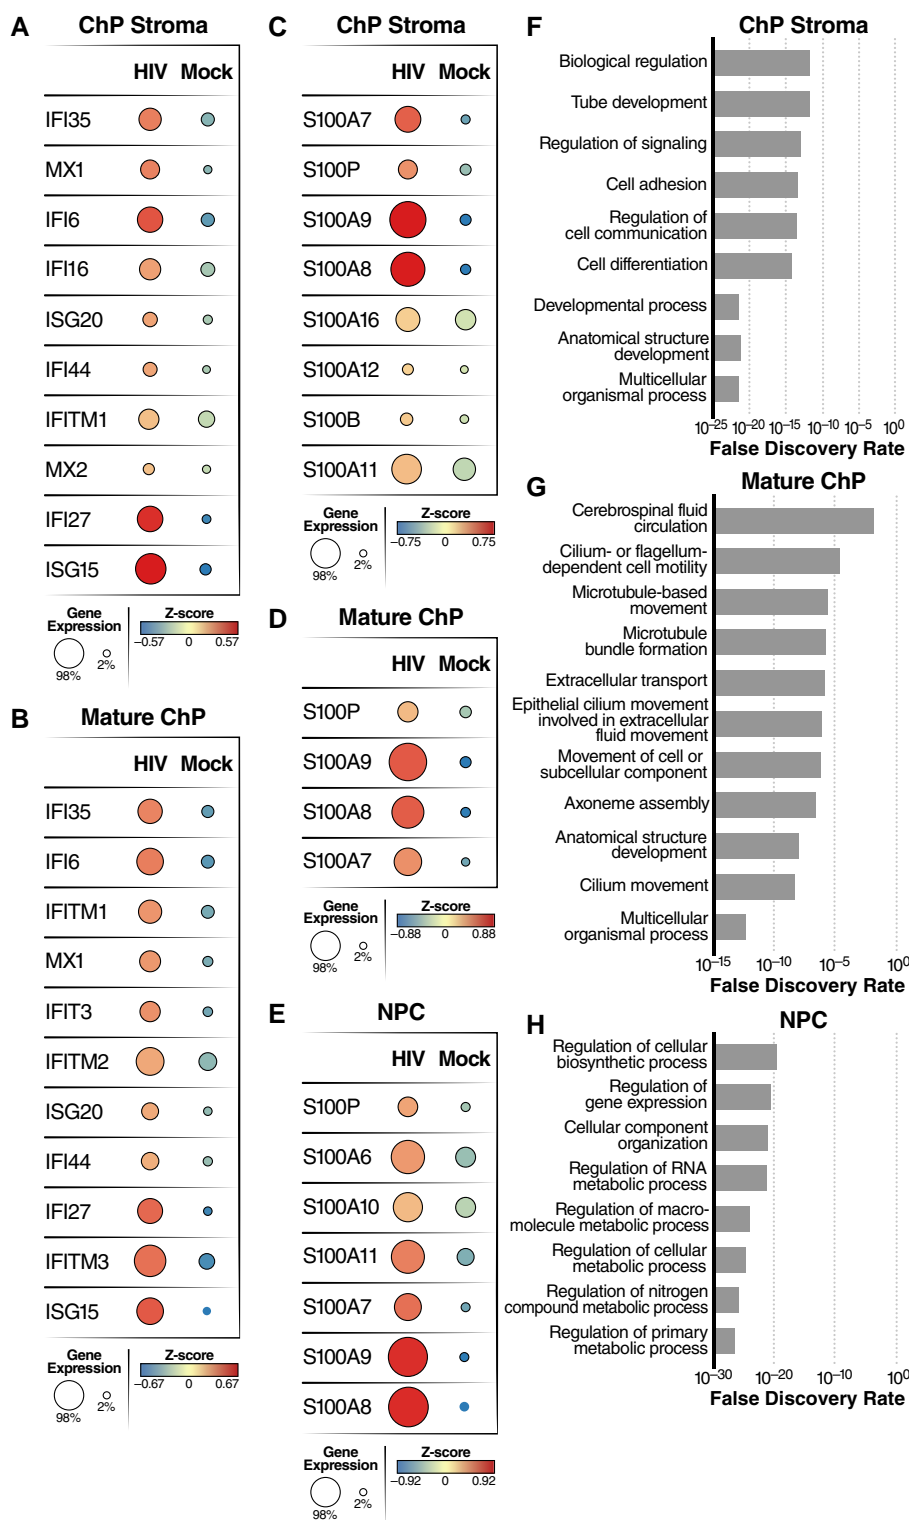 A
ChP Stroma
HIV Mock
IFI35
MX1
IFI6
IFI16
ISG20
IFI44
IFITM1
MX2
IFI27
ISG15
Gene
Expression
98%
2%
Z-score
−0.57 0 0.57
B
Mature ChP
HIV Mock
IFI35
IFI6
IFITM1
MX1
IFIT3
IFITM2
ISG20
IFI44
IFI27
IFITM3
ISG15
Gene
Expression
98%
2%
Z-score
−0.67 0 0.67
C
ChP Stroma
HIV Mock
S100A7
S100P
S100A9
S100A8
S100A16
S100A12
S100B
S100A11
Gene
Expression
98%
2%
Z-score
−0.75 0 0.75
D
Mature ChP
HIV Mock
S100P
S100A9
S100A8
S100A7
Gene
Expression
98%
2%
Z-score
−0.88 0 0.88
E
NPC
HIV Mock
S100P
S100A6
S100A10
S100A11
S100A7
S100A9
S100A8
Gene
Expression
98%
2%
Z-score
−0.92 0 0.92
F
ChP Stroma
Biological regulation
Tube development
Regulation of signaling
Cell adhesion
Regulation of
cell communication
Cell differentiation
Developmental process
Anatomical structure
development
Multicellular
organismal process
10⁻²⁵ 10⁻²⁰ 10⁻¹⁵ 10⁻¹⁰ 10⁻⁵ 10⁰
False Discovery Rate
G
Mature ChP
Cerebrospinal fluid
circulation
Cilium- or flagellum-
dependent cell motility
Microtubule-based
movement
Microtubule
bundle formation
Extracellular transport
Epithelial cilium movement
involved in extracellular
fluid movement
Movement of cell or
subcellular component
Axoneme assembly
Anatomical structure
development
Cilium movement
Multicellular
organismal process
10⁻¹⁵ 10⁻¹⁰ 10⁻⁵ 10⁰
False Discovery Rate
H
NPC
Regulation of cellular
biosynthetic process
Regulation of
gene expression
Cellular component
organization
Regulation of RNA
metabolic process
Regulation of macro-
molecule metabolic process
Regulation of cellular
metabolic process
Regulation of nitrogen
compound metabolic process
Regulation of primary
metabolic process
10⁻³⁰ 10⁻²⁰ 10⁻¹⁰ 10⁰
False Discovery Rate